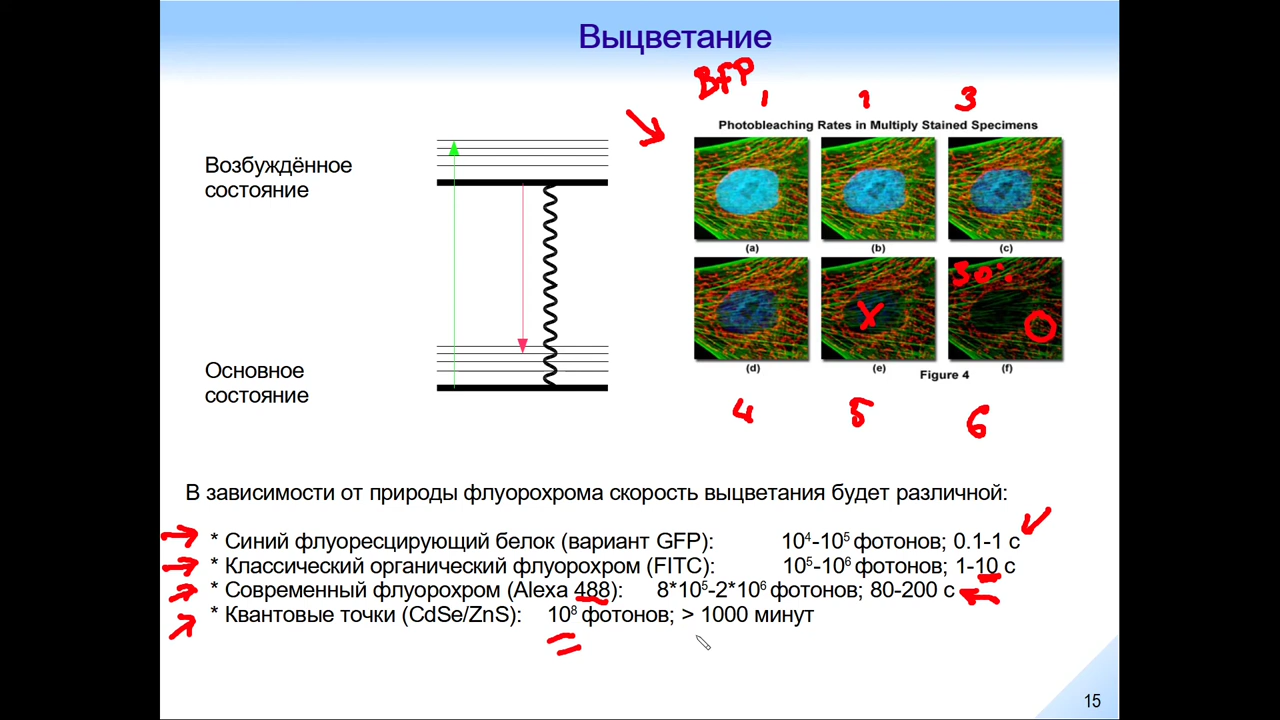 Выцветание
BFP
1 2 3
Photobleaching Rates in Multiply Stained Specimens
Возбуждённое
состояние
(a) (b) (c)
30
(d) (e) (f)
Figure 4
Основное
состояние
4 5 6
В зависимости от природы флуорохрома скорость выцветания будет различной:
* Синий флуоресцирующий белок (вариант GFP): 10⁴-10⁵ фотонов; 0.1-1 с
* Классический органический флуорохром (FITC): 10⁵-10⁶ фотонов; 1-10 с
* Современный флуорохром (Alexa 488): 8*10⁵-2*10⁶ фотонов; 80-200 с
* Квантовые точки (CdSe/ZnS): 10⁸ фотонов; > 1000 минут
15